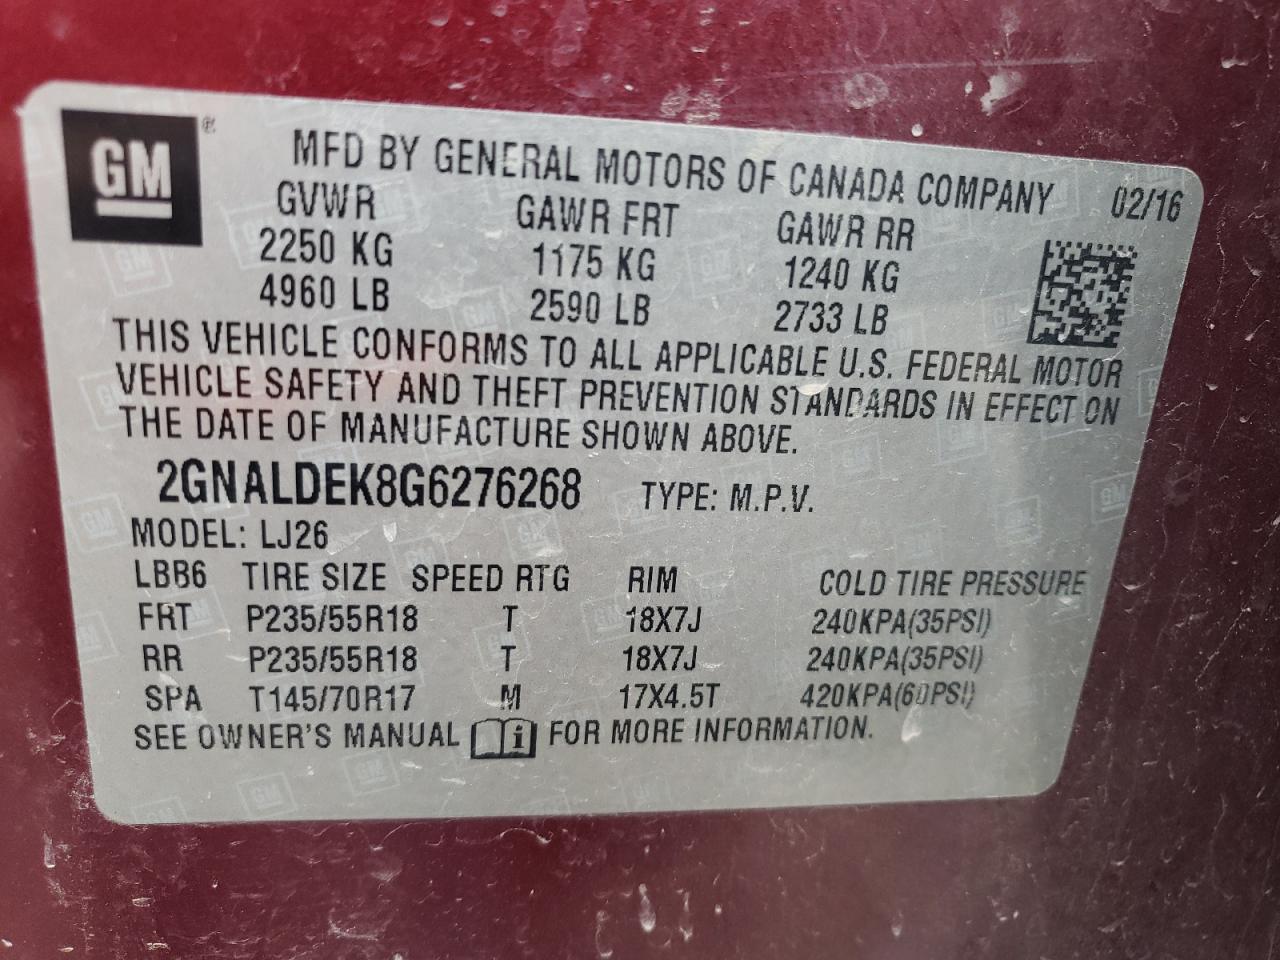 GM ®
MFD BY GENERAL MOTORS OF CANADA COMPANY 02/16
GVWR GAWR FRT GAWR RR
2250 KG 1175 KG 1240 KG
4960 LB 2590 LB 2733 LB
THIS VEHICLE CONFORMS TO ALL APPLICABLE U.S. FEDERAL MOTOR
VEHICLE SAFETY AND THEFT PREVENTION STANDARDS IN EFFECT ON
THE DATE OF MANUFACTURE SHOWN ABOVE.
2GNALDEK8G6276268 TYPE: M.P.V.
MODEL: LJ26
LBB6 TIRE SIZE SPEED RTG RIM COLD TIRE PRESSURE
FRT P235/55R18 T 18X7J 240KPA(35PSI)
RR P235/55R18 T 18X7J 240KPA(35PSI)
SPA T145/70R17 M 17X4.5T 420KPA(60PSI)
SEE OWNER'S MANUAL i FOR MORE INFORMATION.